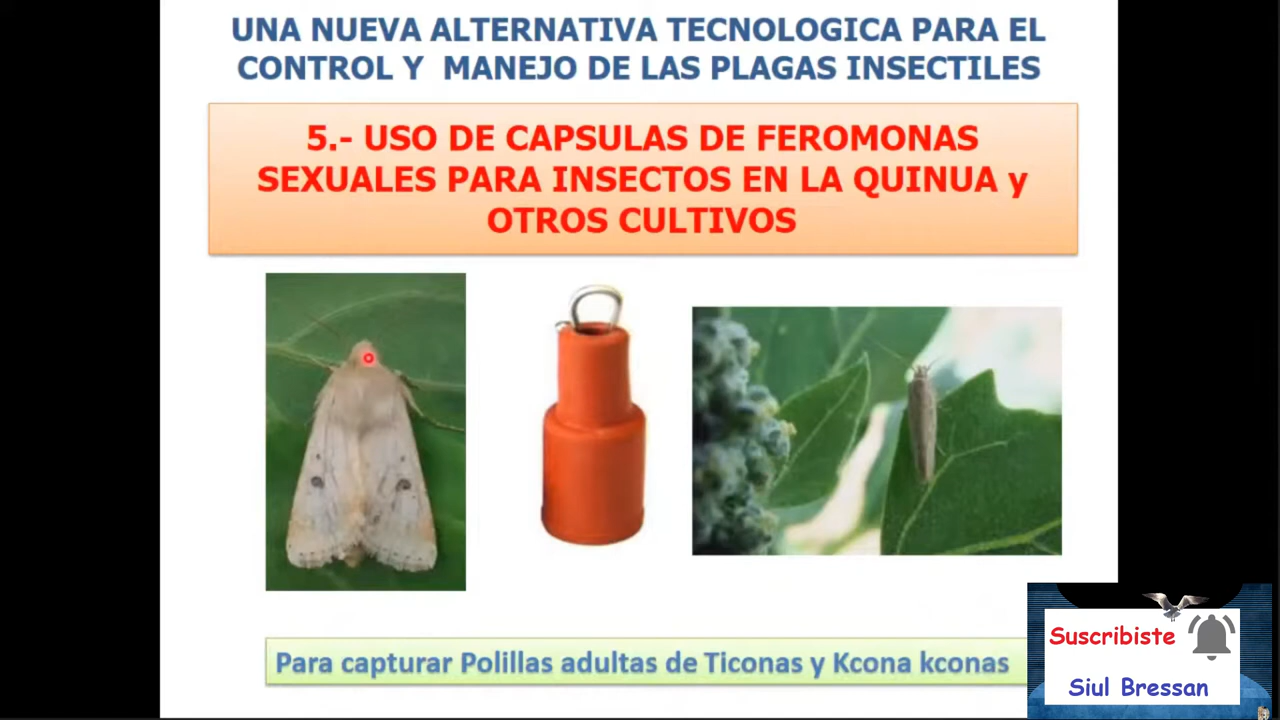 UNA NUEVA ALTERNATIVA TECNOLOGICA PARA EL
CONTROL Y MANEJO DE LAS PLAGAS INSECTILES
5.- USO DE CAPSULAS DE FEROMONAS
SEXUALES PARA INSECTOS EN LA QUINUA y
OTROS CULTIVOS
Para capturar Polillas adultas de Ticonas y Kcona kconas
Suscribiste
Siul Bressan